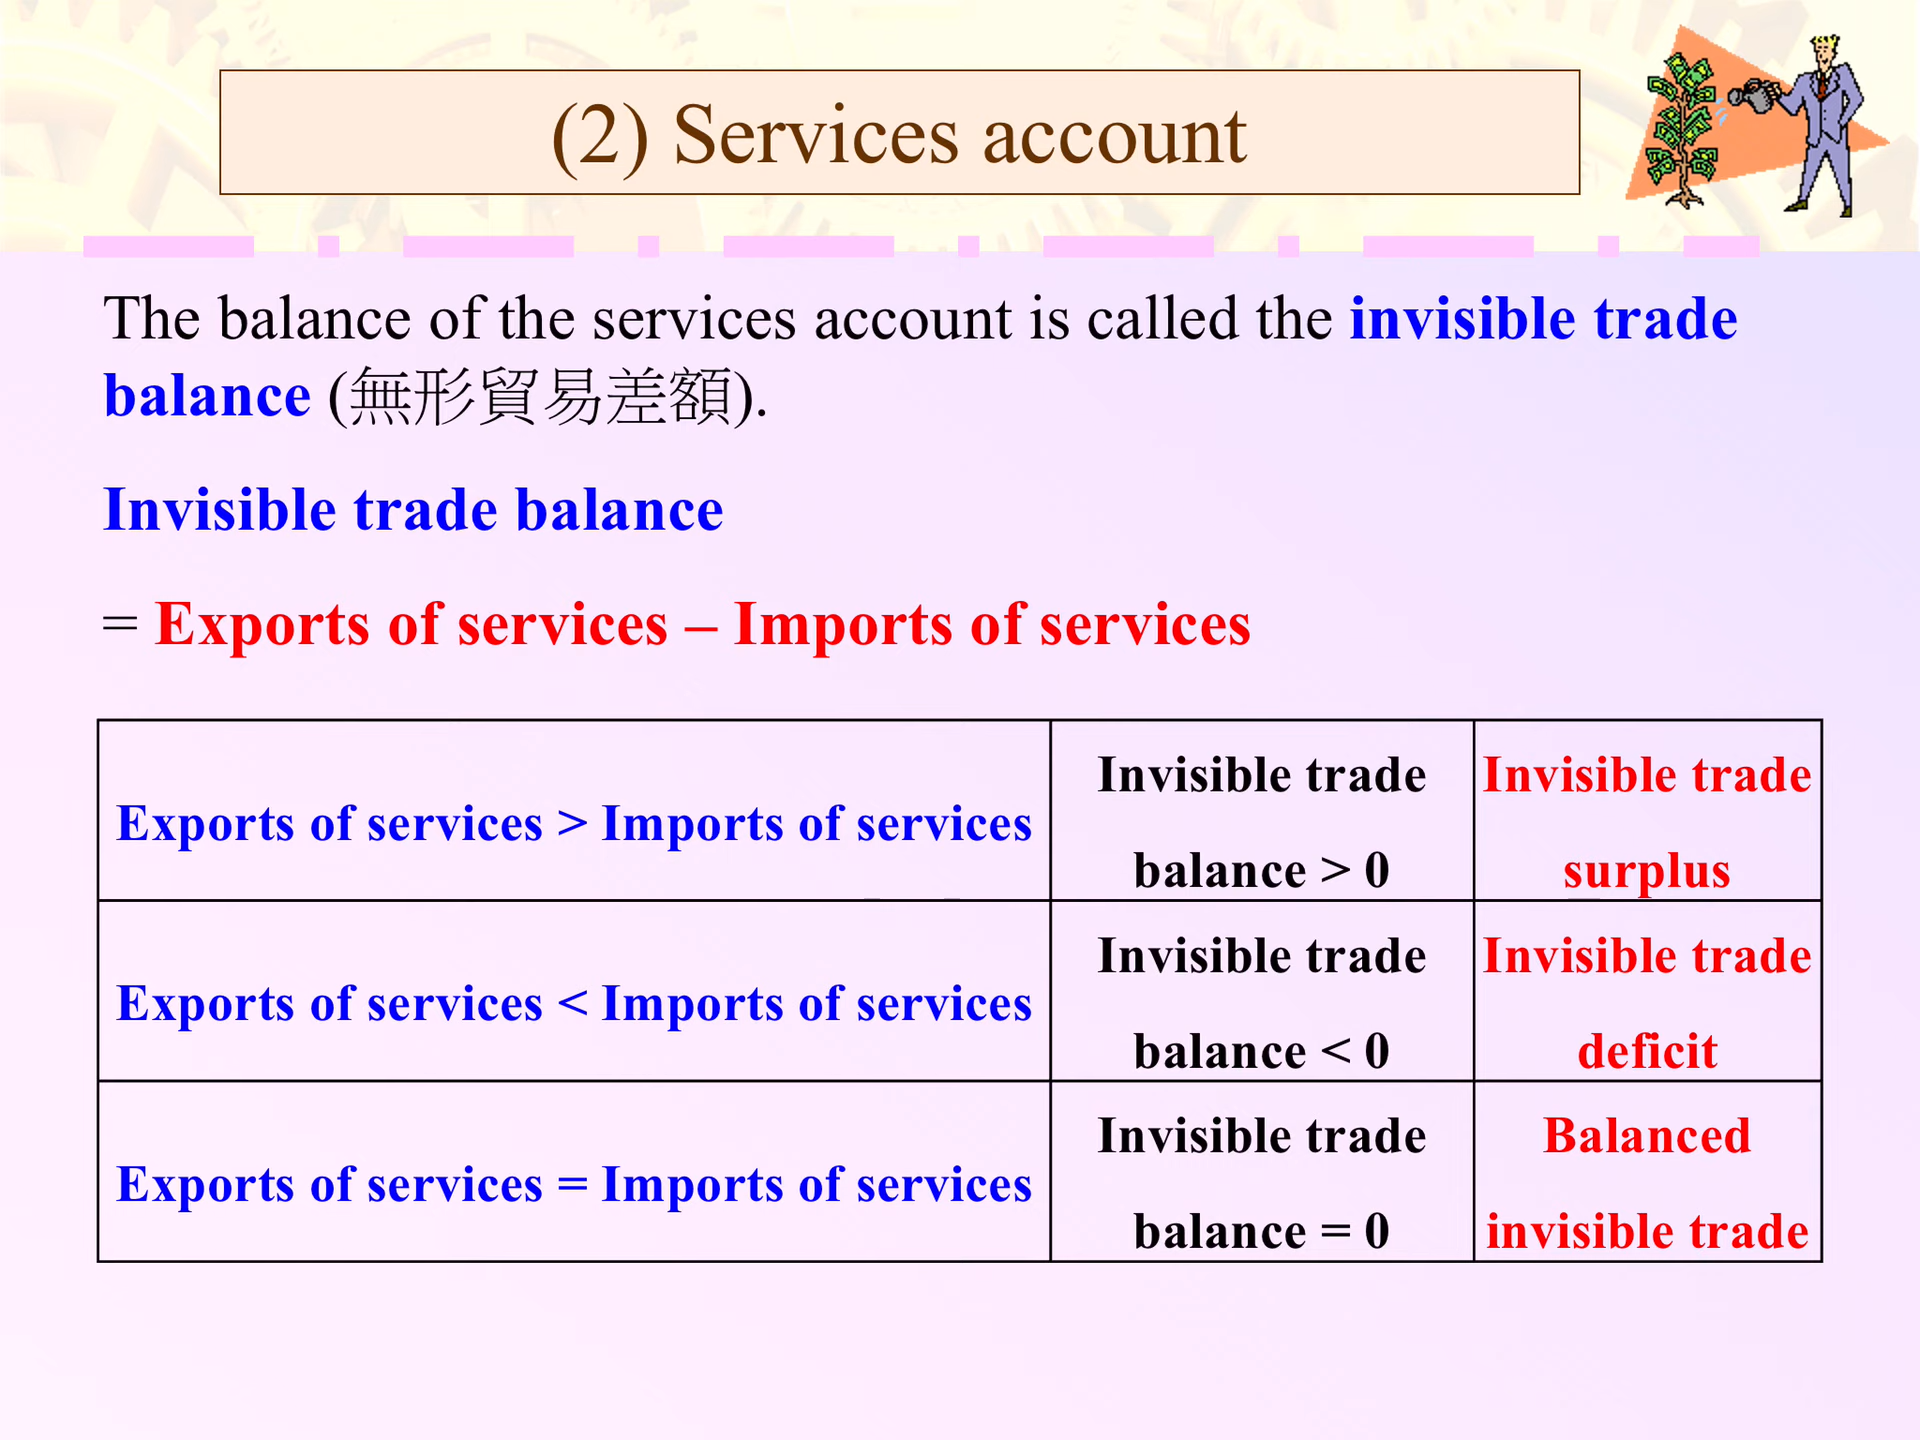 (2) Services account
The balance of the services account is called the invisible trade
balance (無形貿易差額).
Invisible trade balance
= Exports of services – Imports of services
Exports of services > Imports of services
Invisible trade
balance > 0
Invisible trade
surplus
Exports of services < Imports of services
Invisible trade
balance < 0
Invisible trade
deficit
Exports of services = Imports of services
Invisible trade
balance = 0
Balanced
invisible trade